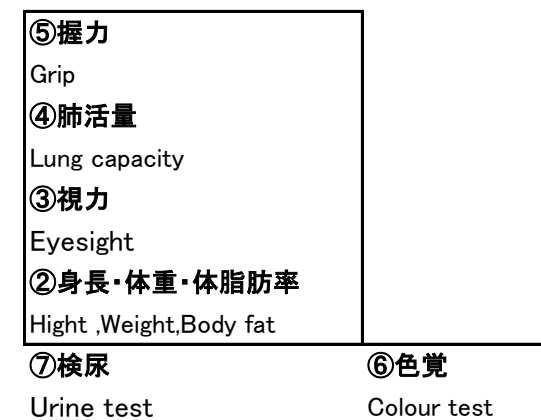 ⑤握力
Grip
④肺活量
Lung capacity
③視力
Eyesight
②身長・体重・体脂肪率
Hight ,Weight,Body fat
⑦検尿
Urine test
⑥色覚
Colour test